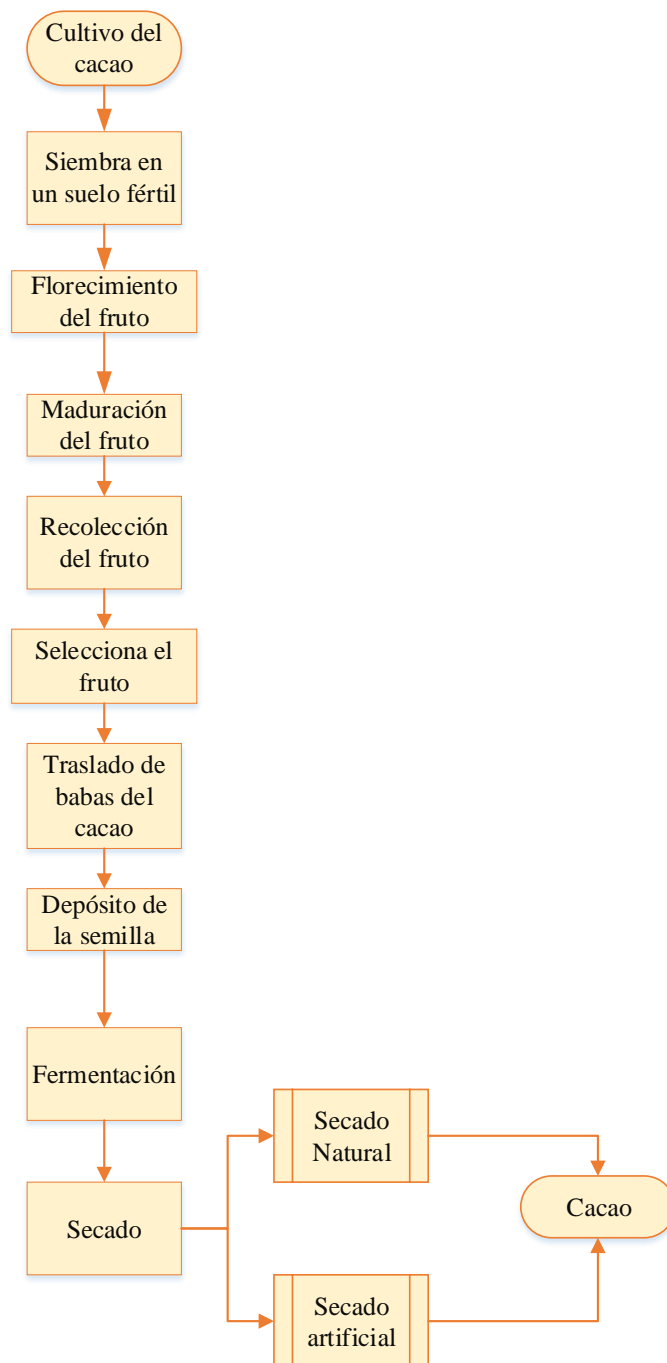 Cultivo del
cacao
Siembra en
un suelo fértil
Florecimiento
del fruto
Maduración
del fruto
Recolección
del fruto
Selecciona el
fruto
Traslado de
babas del
cacao
Depósito de
la semilla
Fermentación
Secado
Secado
Natural
Secado
artificial
Cacao